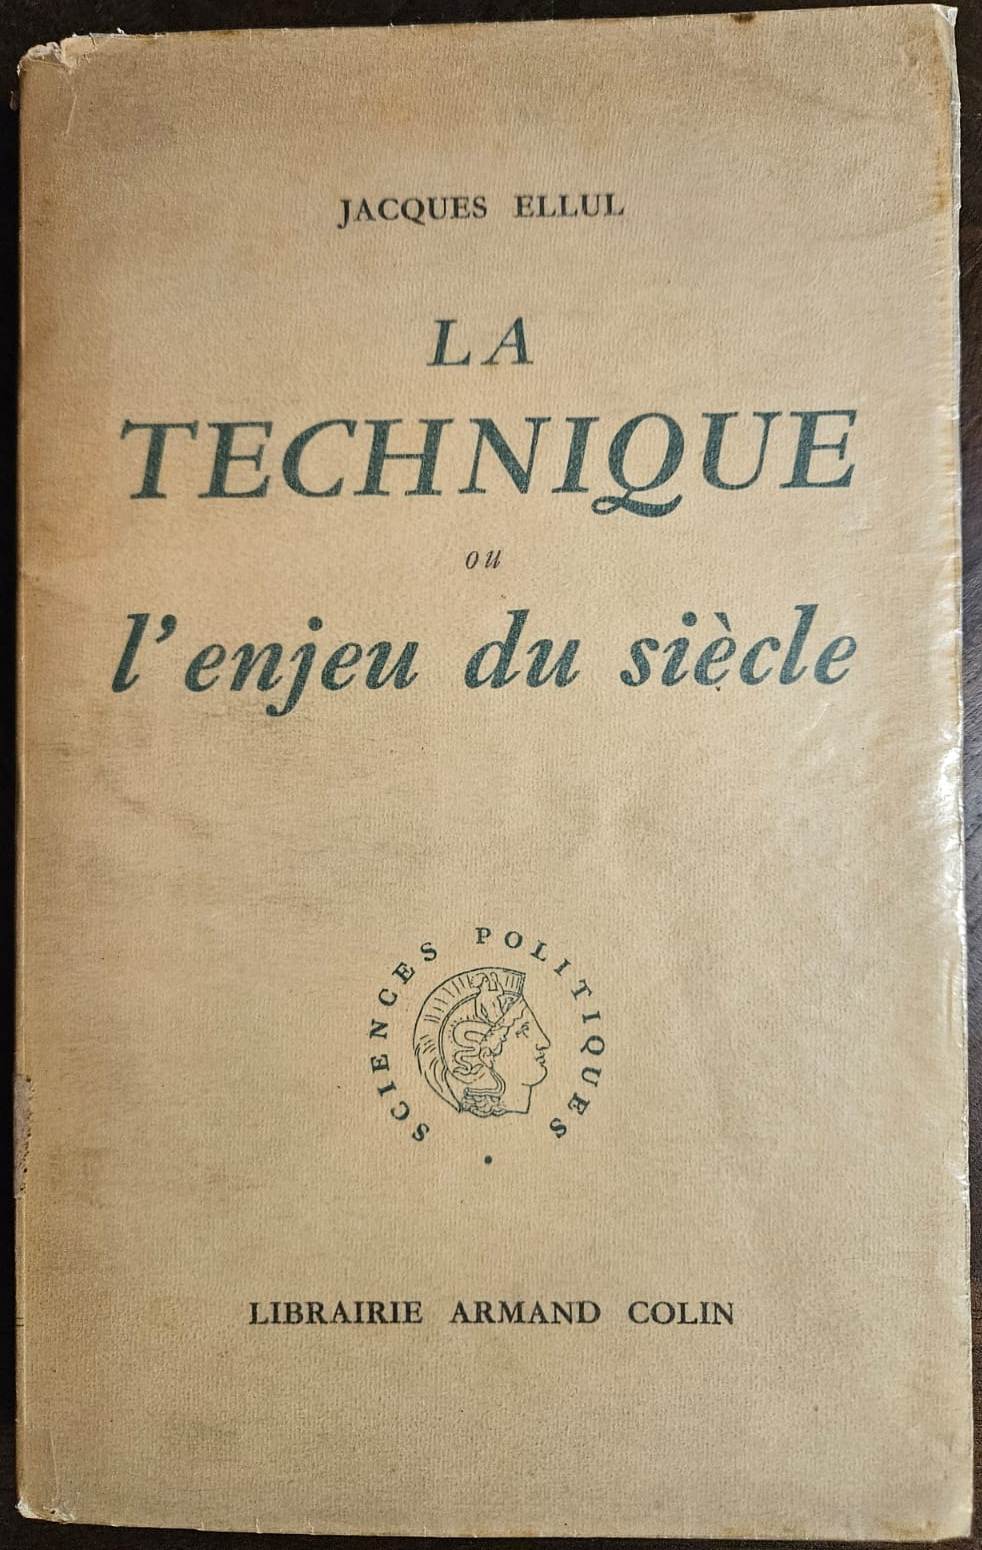 JACQUES ELLUL
LA
TECHNIQUE
ou
l'enjeu du siècle
SCIENCES POLITIQUES
LIBRAIRIE ARMAND COLIN